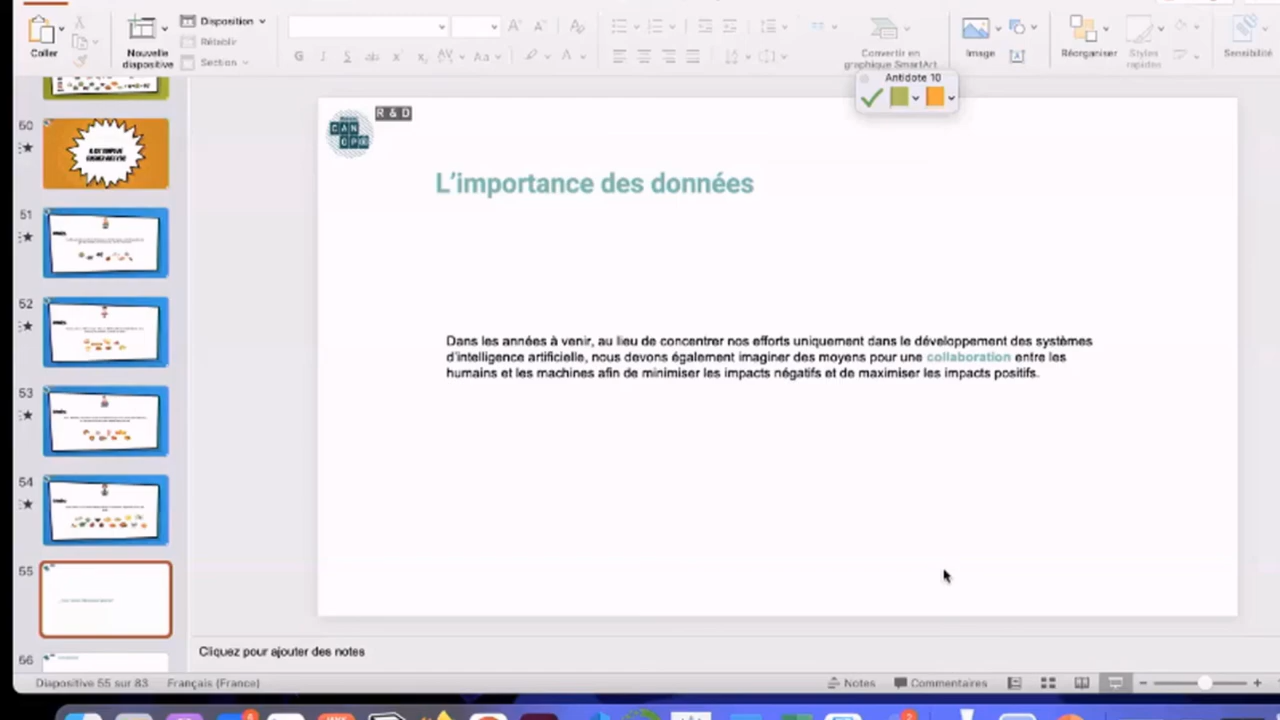 Disposition
Coller
Nouvelle
diapositive
Rétablir
Section
Convertir en
graphique SmartArt
Image
Réorganiser
Styles
rapides
Sensibilité
Antidote 10
R & D
CAN
OPÉ
L'importance des données
Dans les années à venir, au lieu de concentrer nos efforts uniquement dans le développement des systèmes
d'intelligence artificielle, nous devons également imaginer des moyens pour une collaboration entre les
humains et les machines afin de minimiser les impacts négatifs et de maximiser les impacts positifs.
50
51
52
53
54
55
56
Cliquez pour ajouter des notes
Diapositive 55 sur 83 Français (France) Notes Commentaires